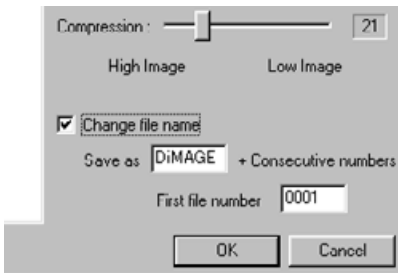 Compression : 21
High Image Low Image
Change file name
Save as DiMAGE + Consecutive numbers
First file number 0001
OK Cancel